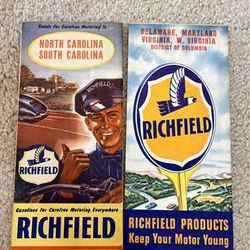 Roads For Carefree Motoring in
NORTH CAROLINA
SOUTH CAROLINA
RICHFIELD
RICHFIELD
Gasolines for Carefree Motoring Everywhere
RICHFIELD
DELAWARE, MARYLAND
VIRGINIA, W. VIRGINIA
DISTRICT OF COLUMBIA
RICHFIELD
RICHFIELD PRODUCTS
Keep Your Motor Young